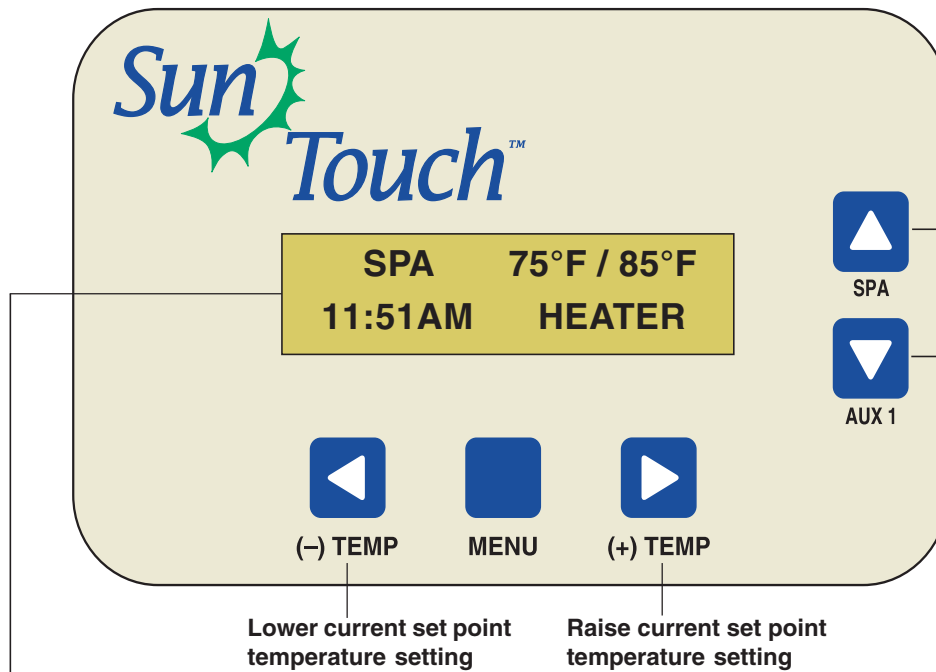 Sun
Touch™
SPA 75°F / 85°F
11:51AM HEATER
SPA
AUX 1
(–) TEMP MENU (+) TEMP
Lower current set point
temperature setting
Raise current set point
temperature setting